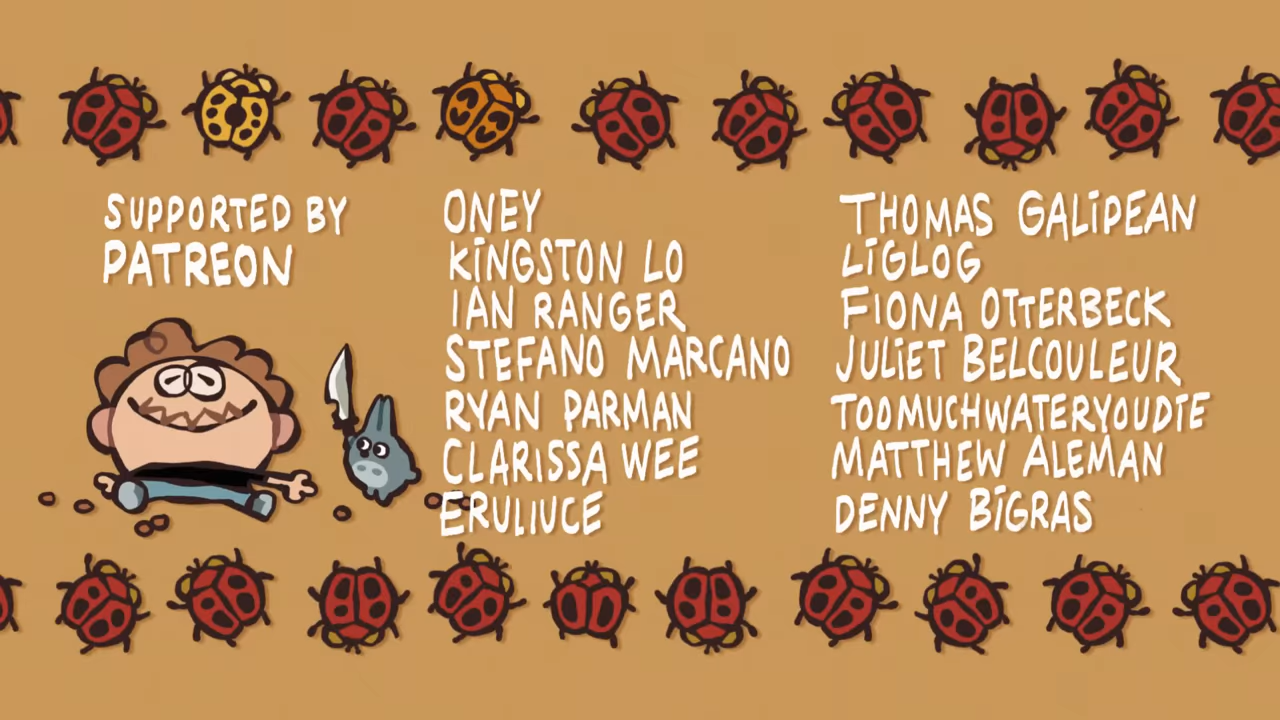 SUPPORTED BY
PATREON
ONEY
KINGSTON LO
IAN RANGER
STEFANO MARCANO
RYAN PARMAN
CLARISSA WEE
ERULIUCE
THOMAS GALIPEAN
LIGLOG
FIONA OTTERBECK
JULIET BELCOULEUR
TOOMUCHWATERYOUDIE
MATTHEW ALEMAN
DENNY BIGRAS